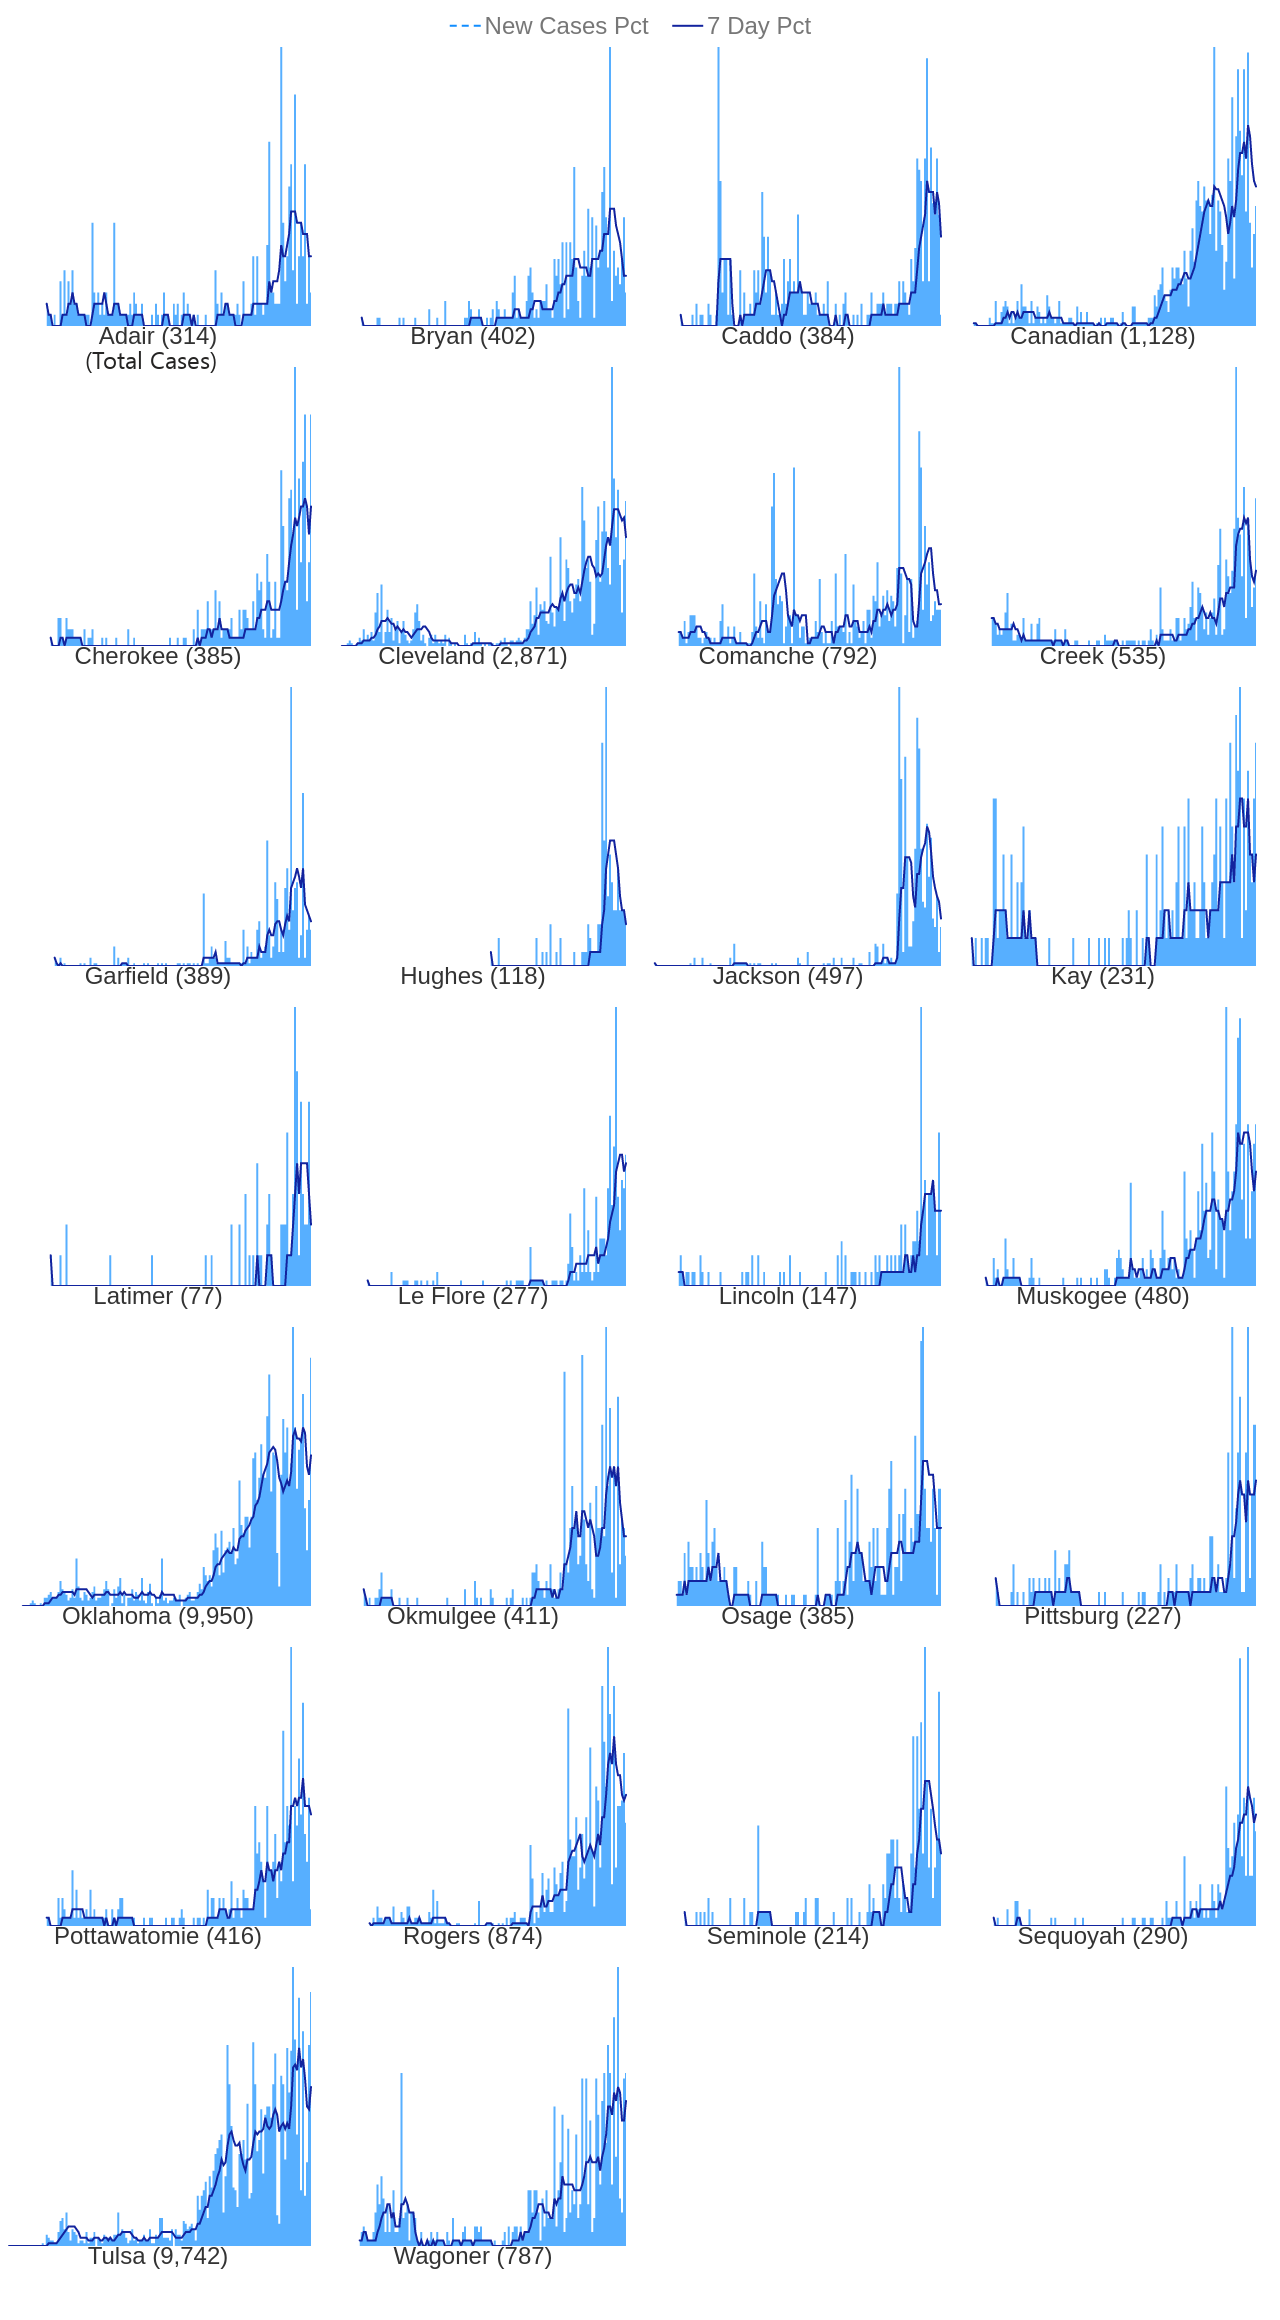 New Cases Pct 7 Day Pct
Adair (314) Bryan (402) Caddo (384) Canadian (1,128)
(Total Cases)
Cherokee (385) Cleveland (2,871) Comanche (792) Creek (535)
Garfield (389) Hughes (118) Jackson (497) Kay (231)
Latimer (77) Le Flore (277) Lincoln (147) Muskogee (480)
Oklahoma (9,950) Okmulgee (411) Osage (385) Pittsburg (227)
Pottawatomie (416) Rogers (874) Seminole (214) Sequoyah (290)
Tulsa (9,742) Wagoner (787)